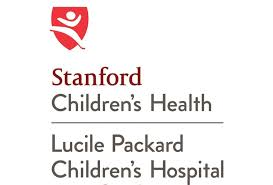 Stanford
Children's Health
Lucile Packard
Children's Hospital